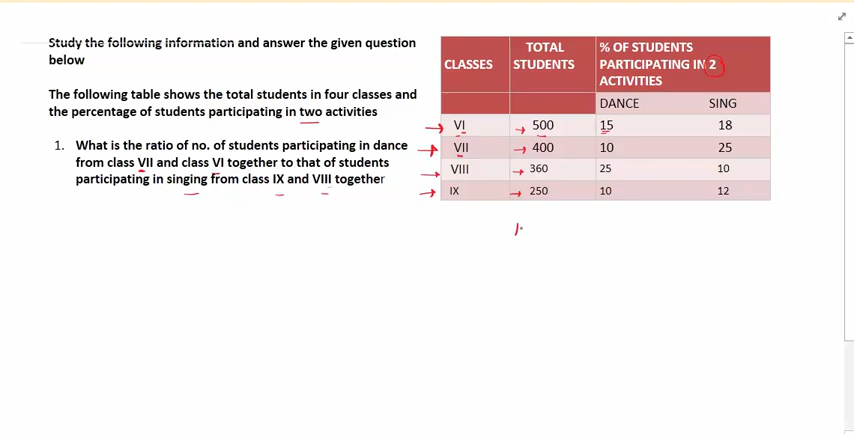 Study the following information and answer the given question
below
The following table shows the total students in four classes and
the percentage of students participating in two activities
1. What is the ratio of no. of students participating in dance
from class VII and class VI together to that of students
participating in singing from class IX and VIII together
CLASSES TOTAL STUDENTS % OF STUDENTS PARTICIPATING IN 2 ACTIVITIES
DANCE SING
VI 500 15 18
VII 400 10 25
VIII 360 25 10
IX 250 10 12